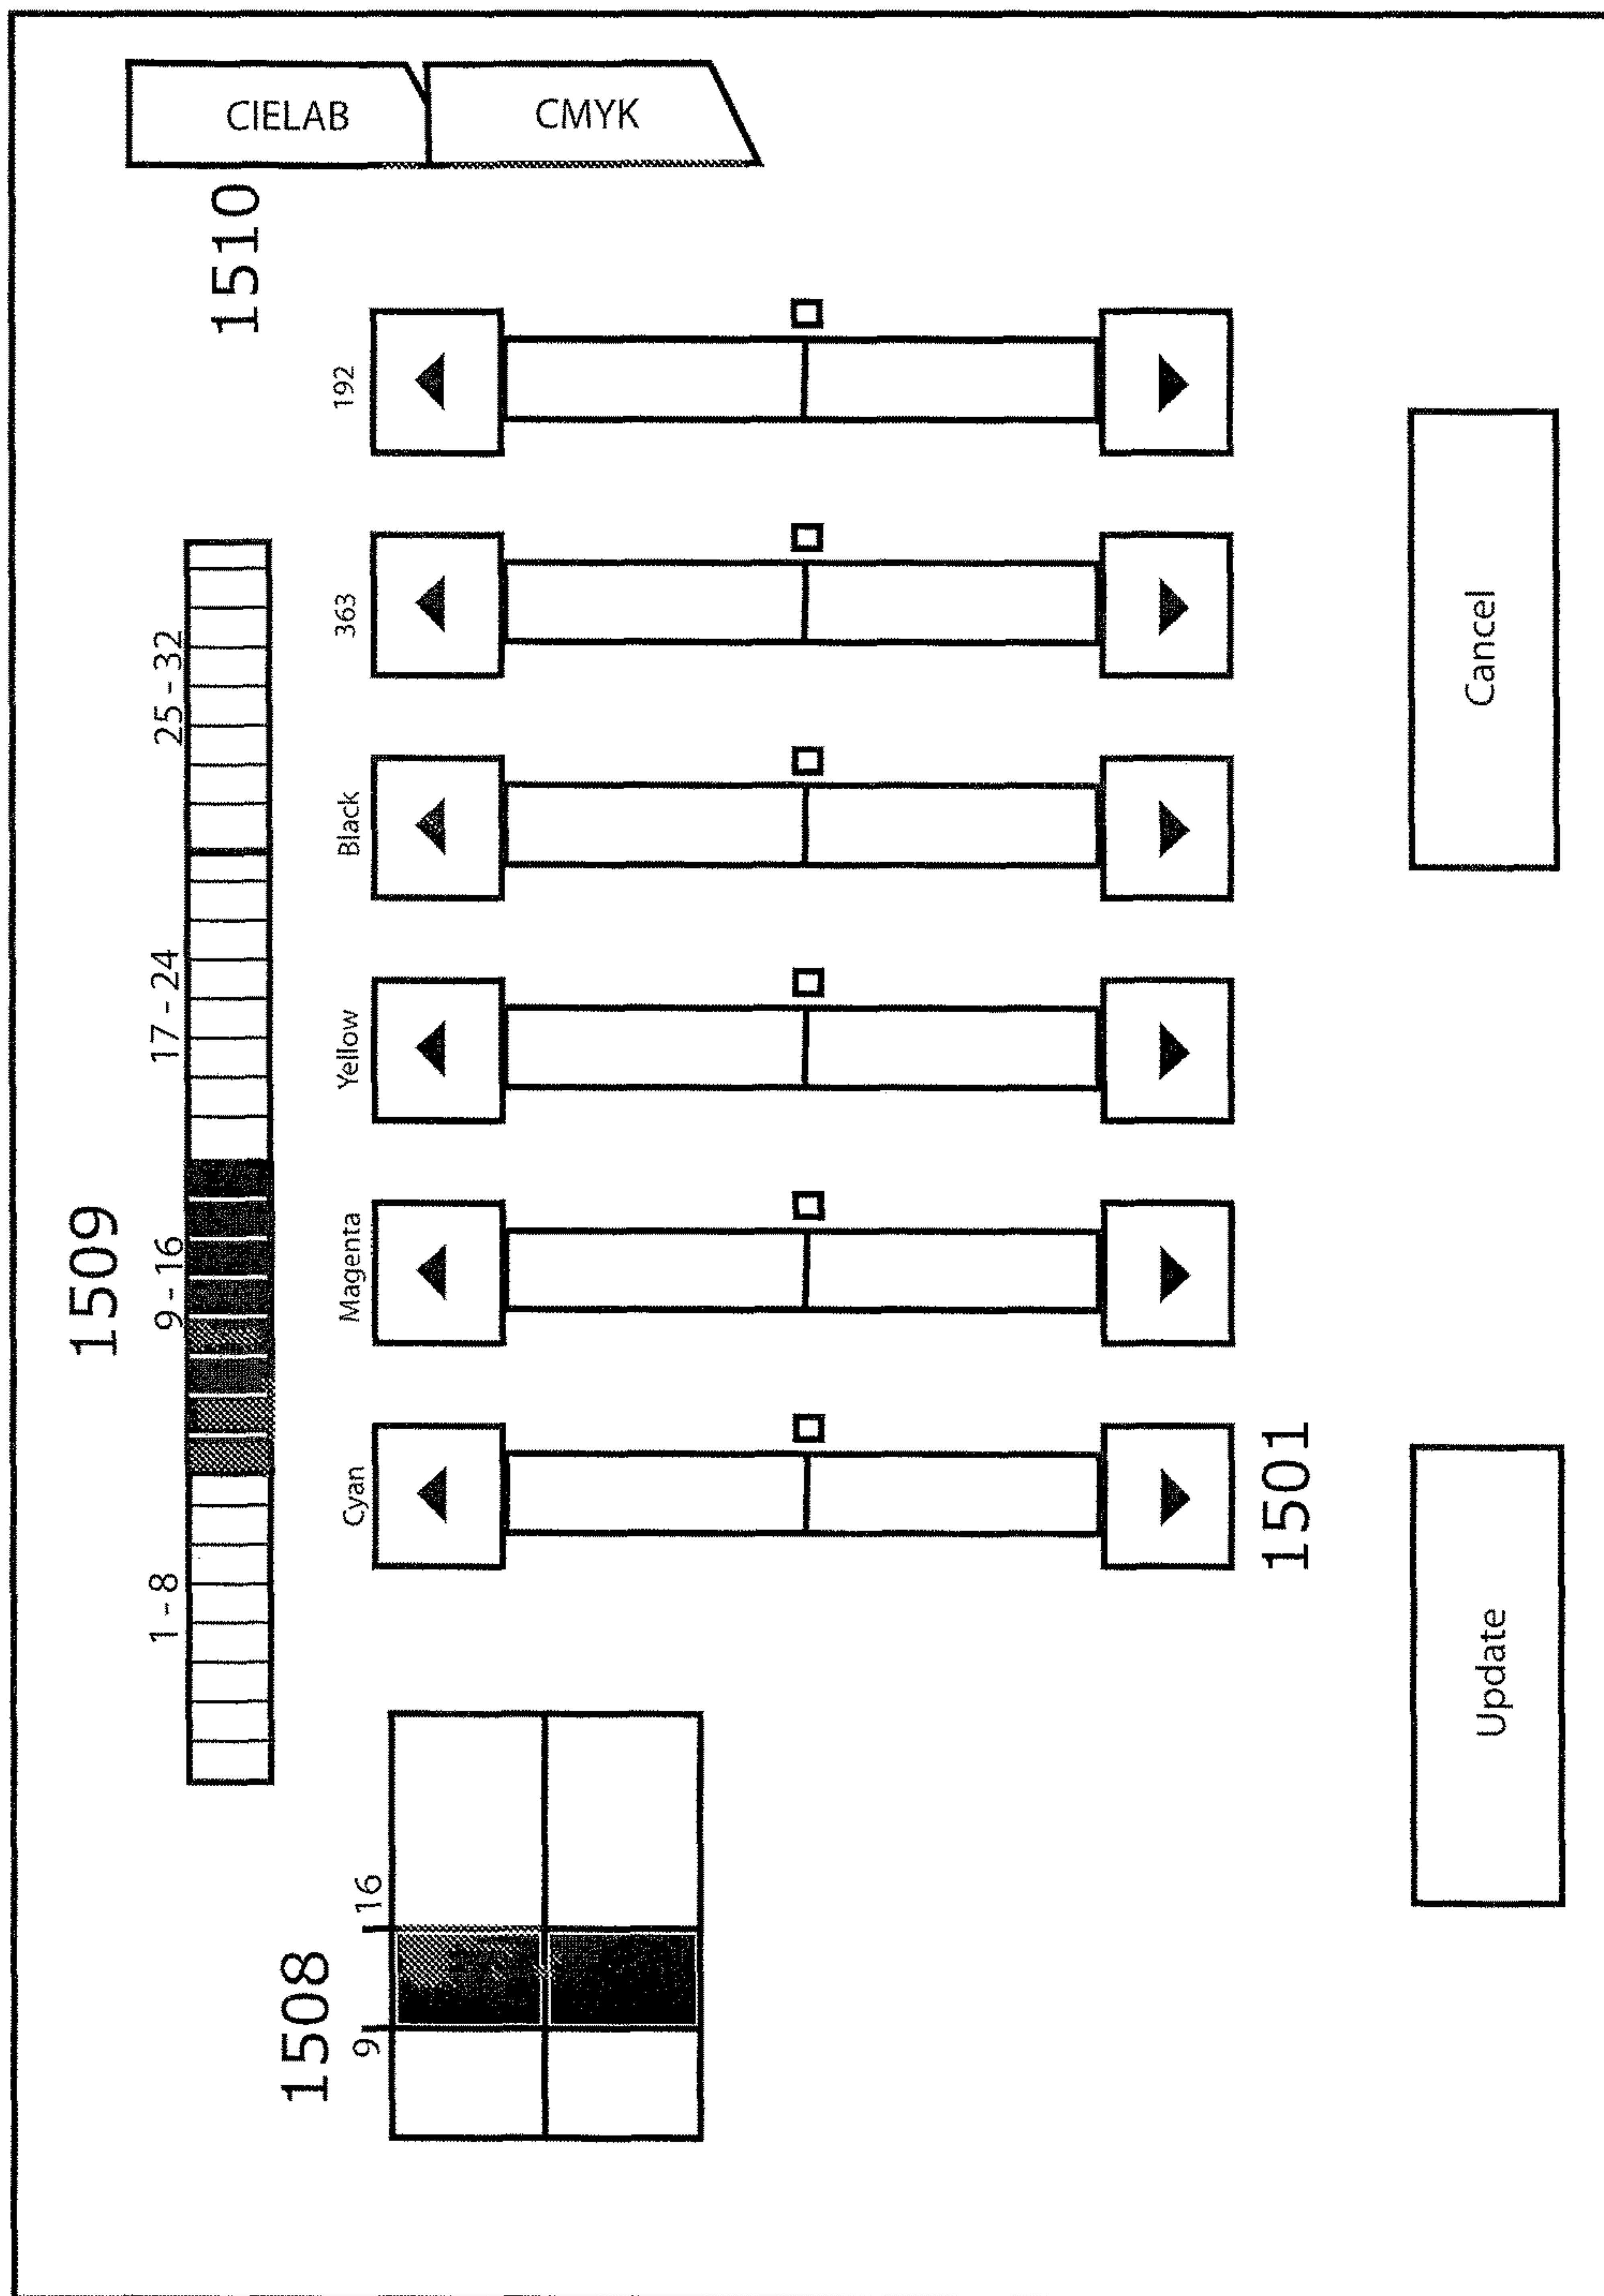 1509
1 - 8
9 - 16
17 - 24
25 - 32
1510
CIELAB
CMYK
1508
9
16
Cyan
Magenta
Yellow
Black
363
192
1501
Update
Cancel